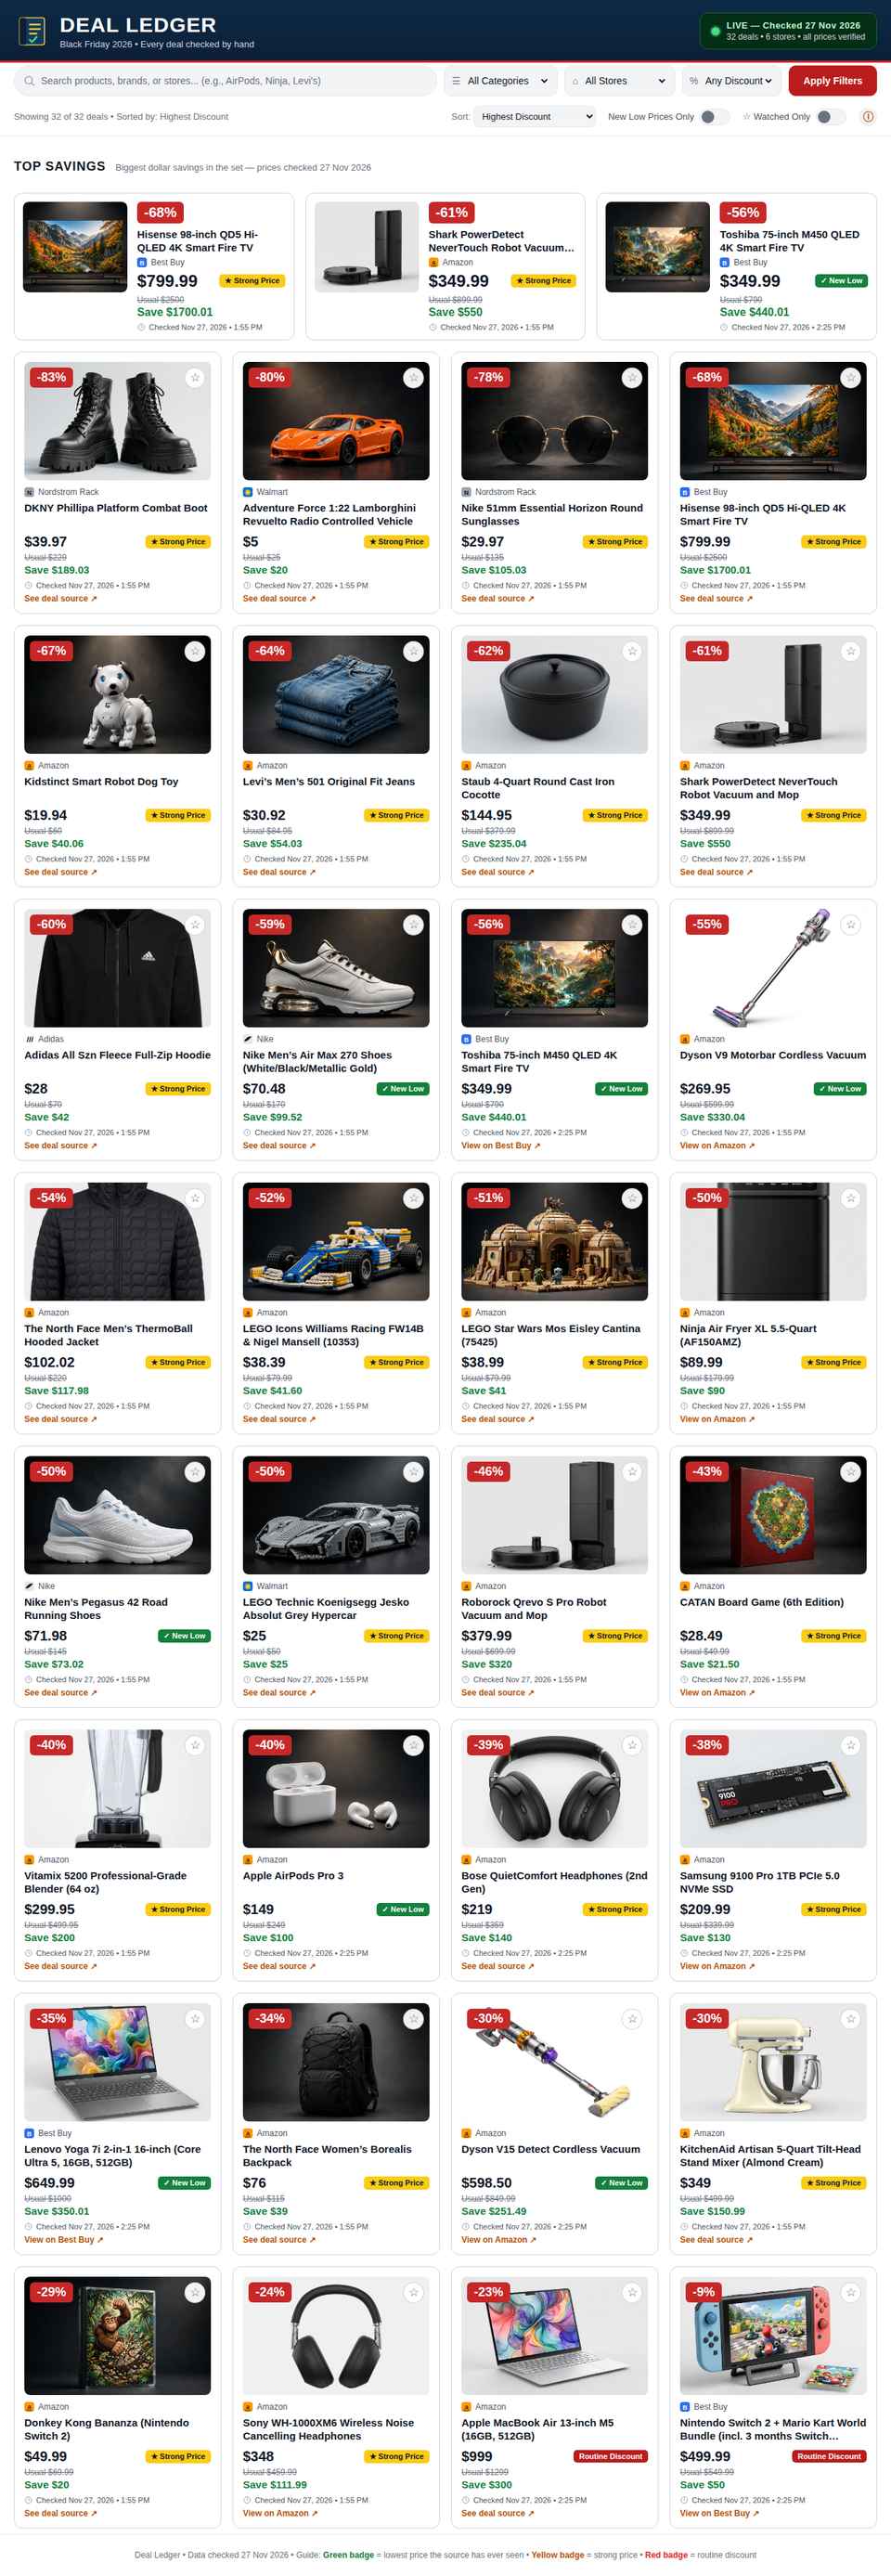 DEAL LEDGER
Black Friday 2026 • Every deal checked by hand
LIVE — Checked 27 Nov 2026
32 deals • 6 stores • all prices verified
Search products, brands, or stores... (e.g., AirPods, Ninja, Levi's)
All Categories
All Stores
% Any Discount
Apply Filters
Showing 32 of 32 deals • Sorted by: Highest Discount
Sort: Highest Discount
New Low Prices Only
☆ Watched Only
TOP SAVINGS
Biggest dollar savings in the set — prices checked 27 Nov 2026
-68%
Hisense 98-inch QD5 Hi-
QLED 4K Smart Fire TV
B Best Buy
$799.99
★ Strong Price
Usual $2500
Save $1700.01
Checked Nov 27, 2026 • 1:55 PM
-61%
Shark PowerDetect
NeverTouch Robot Vacuum…
a Amazon
$349.99
★ Strong Price
Usual $899.99
Save $550
Checked Nov 27, 2026 • 1:55 PM
-56%
Toshiba 75-inch M450 QLED
4K Smart Fire TV
B Best Buy
$349.99
✓ New Low
Usual $790
Save $440.01
Checked Nov 27, 2026 • 2:25 PM
-83%
N Nordstrom Rack
DKNY Phillipa Platform Combat Boot
$39.97
★ Strong Price
Usual $229
Save $189.03
Checked Nov 27, 2026 • 1:55 PM
See deal source ↗
-80%
Walmart
Adventure Force 1:22 Lamborghini
Revuelto Radio Controlled Vehicle
$5
★ Strong Price
Usual $25
Save $20
Checked Nov 27, 2026 • 1:55 PM
See deal source ↗
-78%
N Nordstrom Rack
Nike 51mm Essential Horizon Round
Sunglasses
$29.97
★ Strong Price
Usual $135
Save $105.03
Checked Nov 27, 2026 • 1:55 PM
See deal source ↗
-68%
B Best Buy
Hisense 98-inch QD5 Hi-QLED 4K
Smart Fire TV
$799.99
★ Strong Price
Usual $2500
Save $1700.01
Checked Nov 27, 2026 • 1:55 PM
See deal source ↗
-67%
a Amazon
Kidstinct Smart Robot Dog Toy
$19.94
★ Strong Price
Usual $60
Save $40.06
Checked Nov 27, 2026 • 1:55 PM
See deal source ↗
-64%
a Amazon
Levi’s Men’s 501 Original Fit Jeans
$30.92
★ Strong Price
Usual $84.95
Save $54.03
Checked Nov 27, 2026 • 1:55 PM
See deal source ↗
-62%
a Amazon
Staub 4-Quart Round Cast Iron
Cocotte
$144.95
★ Strong Price
Usual $379.99
Save $235.04
Checked Nov 27, 2026 • 1:55 PM
See deal source ↗
-61%
a Amazon
Shark PowerDetect NeverTouch
Robot Vacuum and Mop
$349.99
★ Strong Price
Usual $899.99
Save $550
Checked Nov 27, 2026 • 1:55 PM
See deal source ↗
-60%
adidas
Adidas
Adidas All Szn Fleece Full-Zip Hoodie
$28
★ Strong Price
Usual $70
Save $42
Checked Nov 27, 2026 • 1:55 PM
See deal source ↗
-59%
Nike
Nike Men’s Air Max 270 Shoes
(White/Black/Metallic Gold)
$70.48
✓ New Low
Usual $170
Save $99.52
Checked Nov 27, 2026 • 1:55 PM
See deal source ↗
-56%
B Best Buy
Toshiba 75-inch M450 QLED 4K
Smart Fire TV
$349.99
✓ New Low
Usual $790
Save $440.01
Checked Nov 27, 2026 • 2:25 PM
View on Best Buy ↗
-55%
a Amazon
Dyson V9 Motorbar Cordless Vacuum
$269.95
✓ New Low
Usual $599.99
Save $330.04
Checked Nov 27, 2026 • 1:55 PM
View on Amazon ↗
-54%
a Amazon
The North Face Men’s ThermoBall
Hooded Jacket
$102.02
★ Strong Price
Usual $220
Save $117.98
Checked Nov 27, 2026 • 1:55 PM
See deal source ↗
-52%
a Amazon
LEGO Icons Williams Racing FW14B
& Nigel Mansell (10353)
$38.39
★ Strong Price
Usual $79.99
Save $41.60
Checked Nov 27, 2026 • 1:55 PM
See deal source ↗
-51%
a Amazon
LEGO Star Wars Mos Eisley Cantina
(75425)
$38.99
★ Strong Price
Usual $79.99
Save $41
Checked Nov 27, 2026 • 1:55 PM
See deal source ↗
-50%
a Amazon
Ninja Air Fryer XL 5.5-Quart
(AF150AMZ)
$89.99
★ Strong Price
Usual $179.99
Save $90
Checked Nov 27, 2026 • 1:55 PM
View on Amazon ↗
-50%
Nike
Nike Men’s Pegasus 42 Road
Running Shoes
$71.98
✓ New Low
Usual $145
Save $73.02
Checked Nov 27, 2026 • 1:55 PM
See deal source ↗
-50%
Walmart
LEGO Technic Koenigsegg Jesko
Absolut Grey Hypercar
$25
★ Strong Price
Usual $50
Save $25
Checked Nov 27, 2026 • 1:55 PM
See deal source ↗
-46%
a Amazon
Roborock Qrevo S Pro Robot
Vacuum and Mop
$379.99
★ Strong Price
Usual $699.99
Save $320
Checked Nov 27, 2026 • 1:55 PM
See deal source ↗
-43%
a Amazon
CATAN Board Game (6th Edition)
$28.49
★ Strong Price
Usual $49.99
Save $21.50
Checked Nov 27, 2026 • 1:55 PM
View on Amazon ↗
-40%
a Amazon
Vitamix 5200 Professional-Grade
Blender (64 oz)
$299.95
★ Strong Price
Usual $499.95
Save $200
Checked Nov 27, 2026 • 1:55 PM
See deal source ↗
-40%
a Amazon
Apple AirPods Pro 3
$149
✓ New Low
Usual $249
Save $100
Checked Nov 27, 2026 • 2:25 PM
See deal source ↗
-39%
a Amazon
Bose QuietComfort Headphones (2nd
Gen)
$219
★ Strong Price
Usual $359
Save $140
Checked Nov 27, 2026 • 2:25 PM
See deal source ↗
-38%
SAMSUNG
9100
PRO
1TB
a Amazon
Samsung 9100 Pro 1TB PCIe 5.0
NVMe SSD
$209.99
★ Strong Price
Usual $339.99
Save $130
Checked Nov 27, 2026 • 2:25 PM
View on Amazon ↗
-35%
B Best Buy
Lenovo Yoga 7i 2-in-1 16-inch (Core
Ultra 5, 16GB, 512GB)
$649.99
✓ New Low
Usual $1000
Save $350.01
Checked Nov 27, 2026 • 2:25 PM
View on Best Buy ↗
-34%
a Amazon
The North Face Women’s Borealis
Backpack
$76
★ Strong Price
Usual $115
Save $39
Checked Nov 27, 2026 • 1:55 PM
See deal source ↗
-30%
a Amazon
Dyson V15 Detect Cordless Vacuum
$598.50
✓ New Low
Usual $849.99
Save $251.49
Checked Nov 27, 2026 • 2:25 PM
View on Amazon ↗
-30%
a Amazon
KitchenAid Artisan 5-Quart Tilt-Head
Stand Mixer (Almond Cream)
$349
★ Strong Price
Usual $499.99
Save $150.99
Checked Nov 27, 2026 • 1:55 PM
See deal source ↗
-29%
a Amazon
Donkey Kong Bananza (Nintendo
Switch 2)
$49.99
★ Strong Price
Usual $69.99
Save $20
Checked Nov 27, 2026 • 1:55 PM
See deal source ↗
-24%
a Amazon
Sony WH-1000XM6 Wireless Noise
Cancelling Headphones
$348
★ Strong Price
Usual $459.99
Save $111.99
Checked Nov 27, 2026 • 1:55 PM
View on Amazon ↗
-23%
a Amazon
Apple MacBook Air 13-inch M5
(16GB, 512GB)
$999
Routine Discount
Usual $1299
Save $300
Checked Nov 27, 2026 • 2:25 PM
See deal source ↗
-9%
B Best Buy
Nintendo Switch 2 + Mario Kart World
Bundle (incl. 3 months Switch…
$499.99
Routine Discount
Usual $549.99
Save $50
Checked Nov 27, 2026 • 2:25 PM
View on Best Buy ↗
Deal Ledger • Data checked 27 Nov 2026 • Guide: Green badge = lowest price the source has ever seen • Yellow badge = strong price • Red badge = routine discount